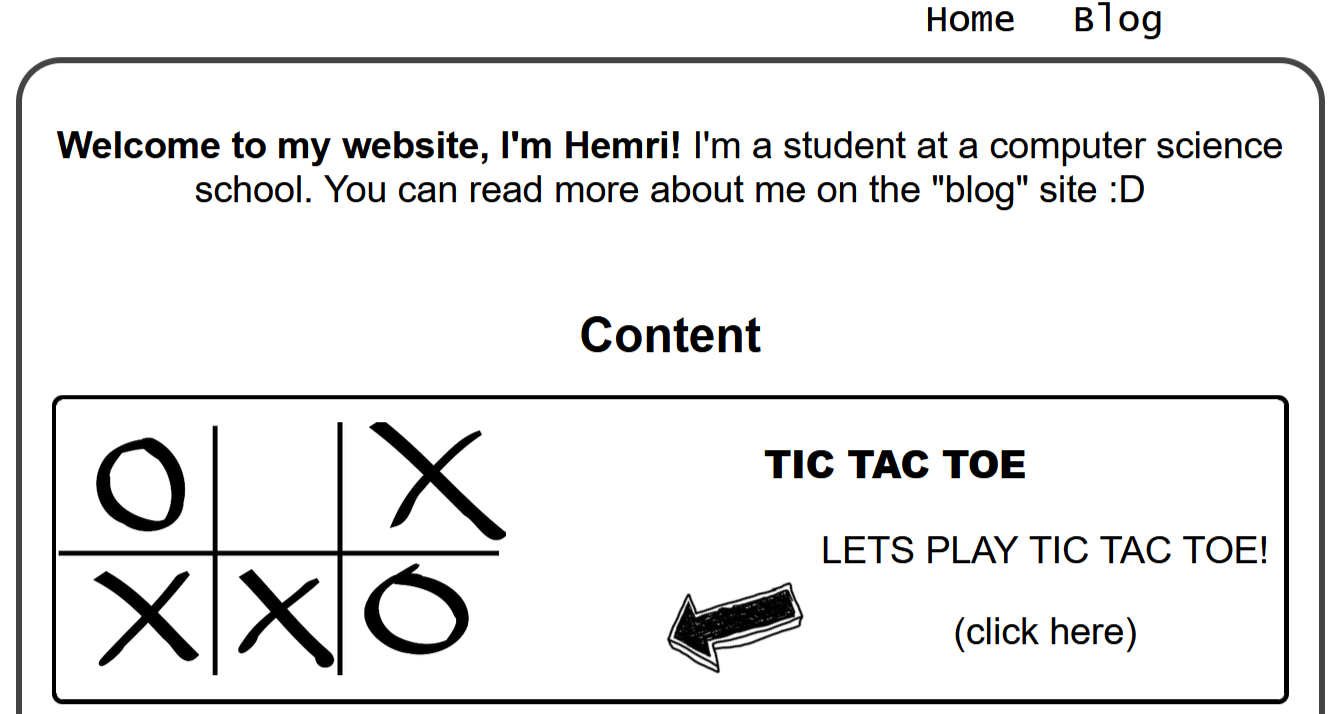 Home Blog
Welcome to my website, I'm Hemri! I'm a student at a computer science
school. You can read more about me on the "blog" site :D
Content
O X
X X O
TIC TAC TOE
LETS PLAY TIC TAC TOE!
(click here)